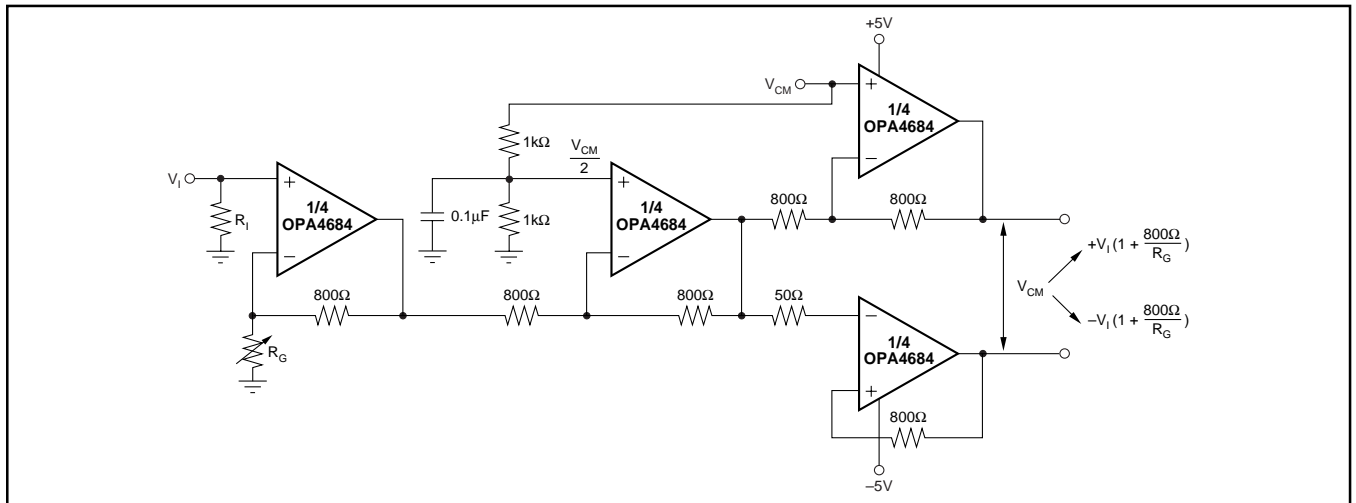 +5V
V_CM
+
1/4
OPA4684
−
1kΩ
V_CM/2
V_I
+
1/4
OPA4684
−
R_I
0.1µF
1kΩ
+
1/4
OPA4684
−
800Ω
800Ω
+V_I (1 + 800Ω/R_G)
V_CM
−V_I (1 + 800Ω/R_G)
800Ω
800Ω
800Ω
50Ω
R_G
−
1/4
OPA4684
+
800Ω
−5V